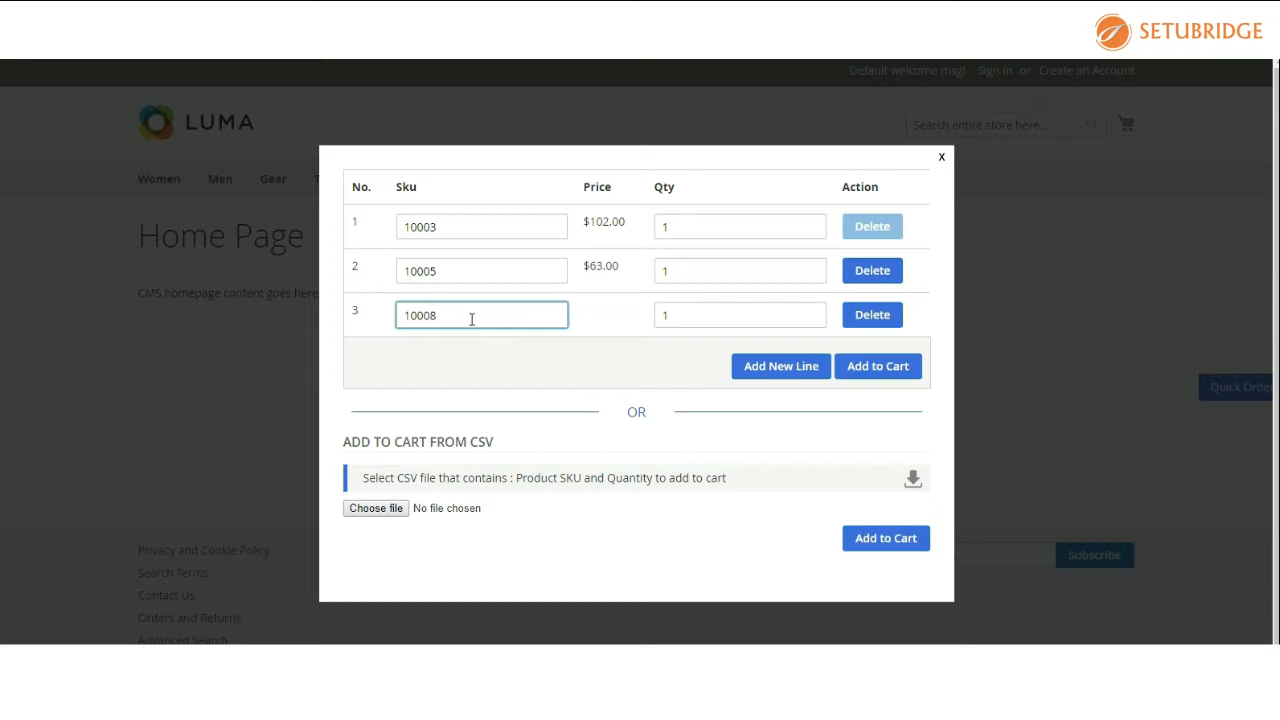 SETUBRIDGE
Default welcome msg! Sign In or Create an Account
LUMA
Search entire store here...
Women Men Gear T
Home Page
CMS homepage content goes here
X
No. Sku Price Qty Action
1 10003 $102.00 1 Delete
2 10005 $63.00 1 Delete
3 10008 1 Delete
Add New Line Add to Cart
Quick Order
OR
ADD TO CART FROM CSV
Select CSV file that contains : Product SKU and Quantity to add to cart
Choose file No file chosen
Add to Cart
Privacy and Cookie Policy
Subscribe
Search Terms
Contact Us
Orders and Returns
Advanced Search